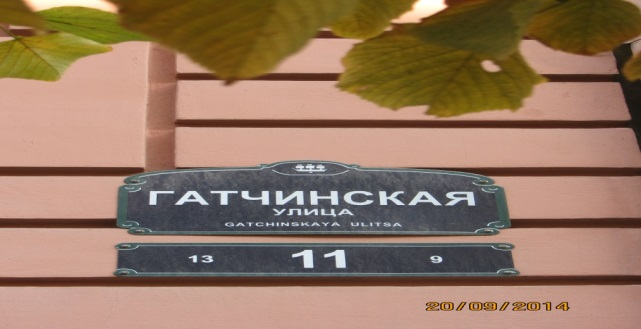 ГАТЧИНСКАЯ
УЛИЦА
GATCHINSKAYA ULITSA
13 11 9
20/09/2014